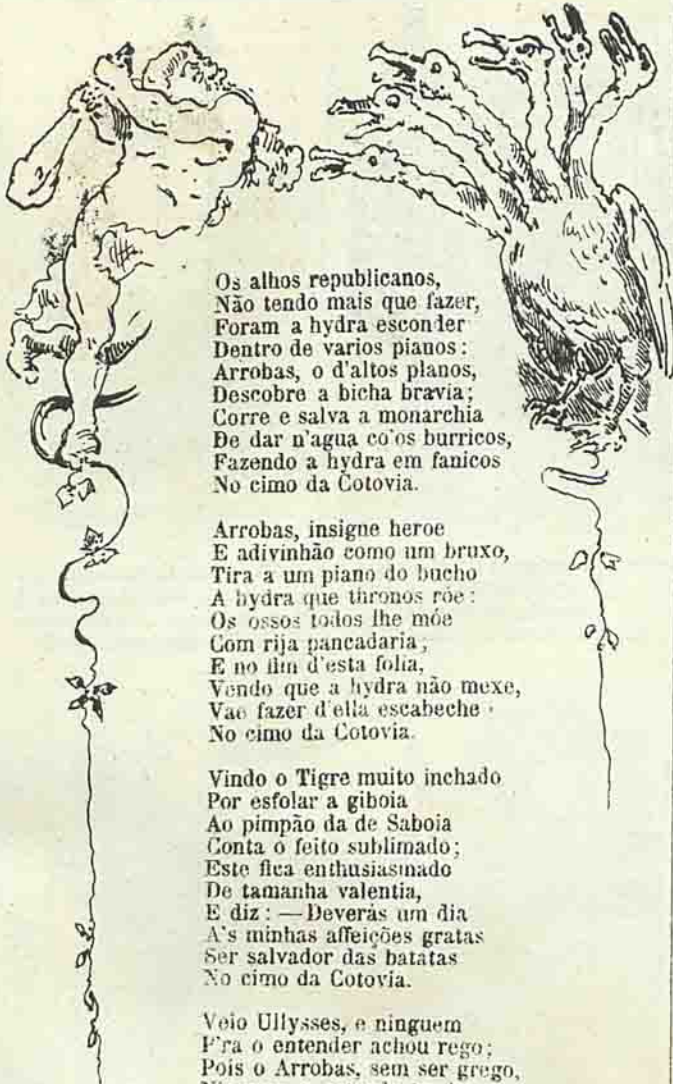 Os alhos republicanos,
Não tendo mais que fazer,
Foram a hydra esconder
Dentro de varios pianos:
Arrobas, o d'altos planos,
Descobre a bicha bravia;
Corre e salva a monarchia
De dar n'agua co'os burricos,
Fazendo a hydra em fanicos
No cimo da Cotovia.
Arrobas, insigne heroe
E adivinhão como um bruxo,
Tira a um piano do bucho
A hydra que thronos róe:
Os ossos todos lhe móe
Com rija pancadaria;
E no fim d'esta folia,
Vendo que a hydra não mexe,
Vae fazer d'ella escabeche
No cimo da Cotovia.
Vindo o Tigre muito inchado
Por esfolar a giboia
Ao pimpão da de Saboia
Conta o feito sublimado;
Este fica enthusiasmado
De tamanha valentia,
E diz: — Deverás um dia
A's minhas affeições gratas
Ser salvador das batatas
No cimo da Cotovia.
Veio Ullysses, e ninguem
P'ra o entender achou rego;
Pois o Arrobas, sem ser grego,